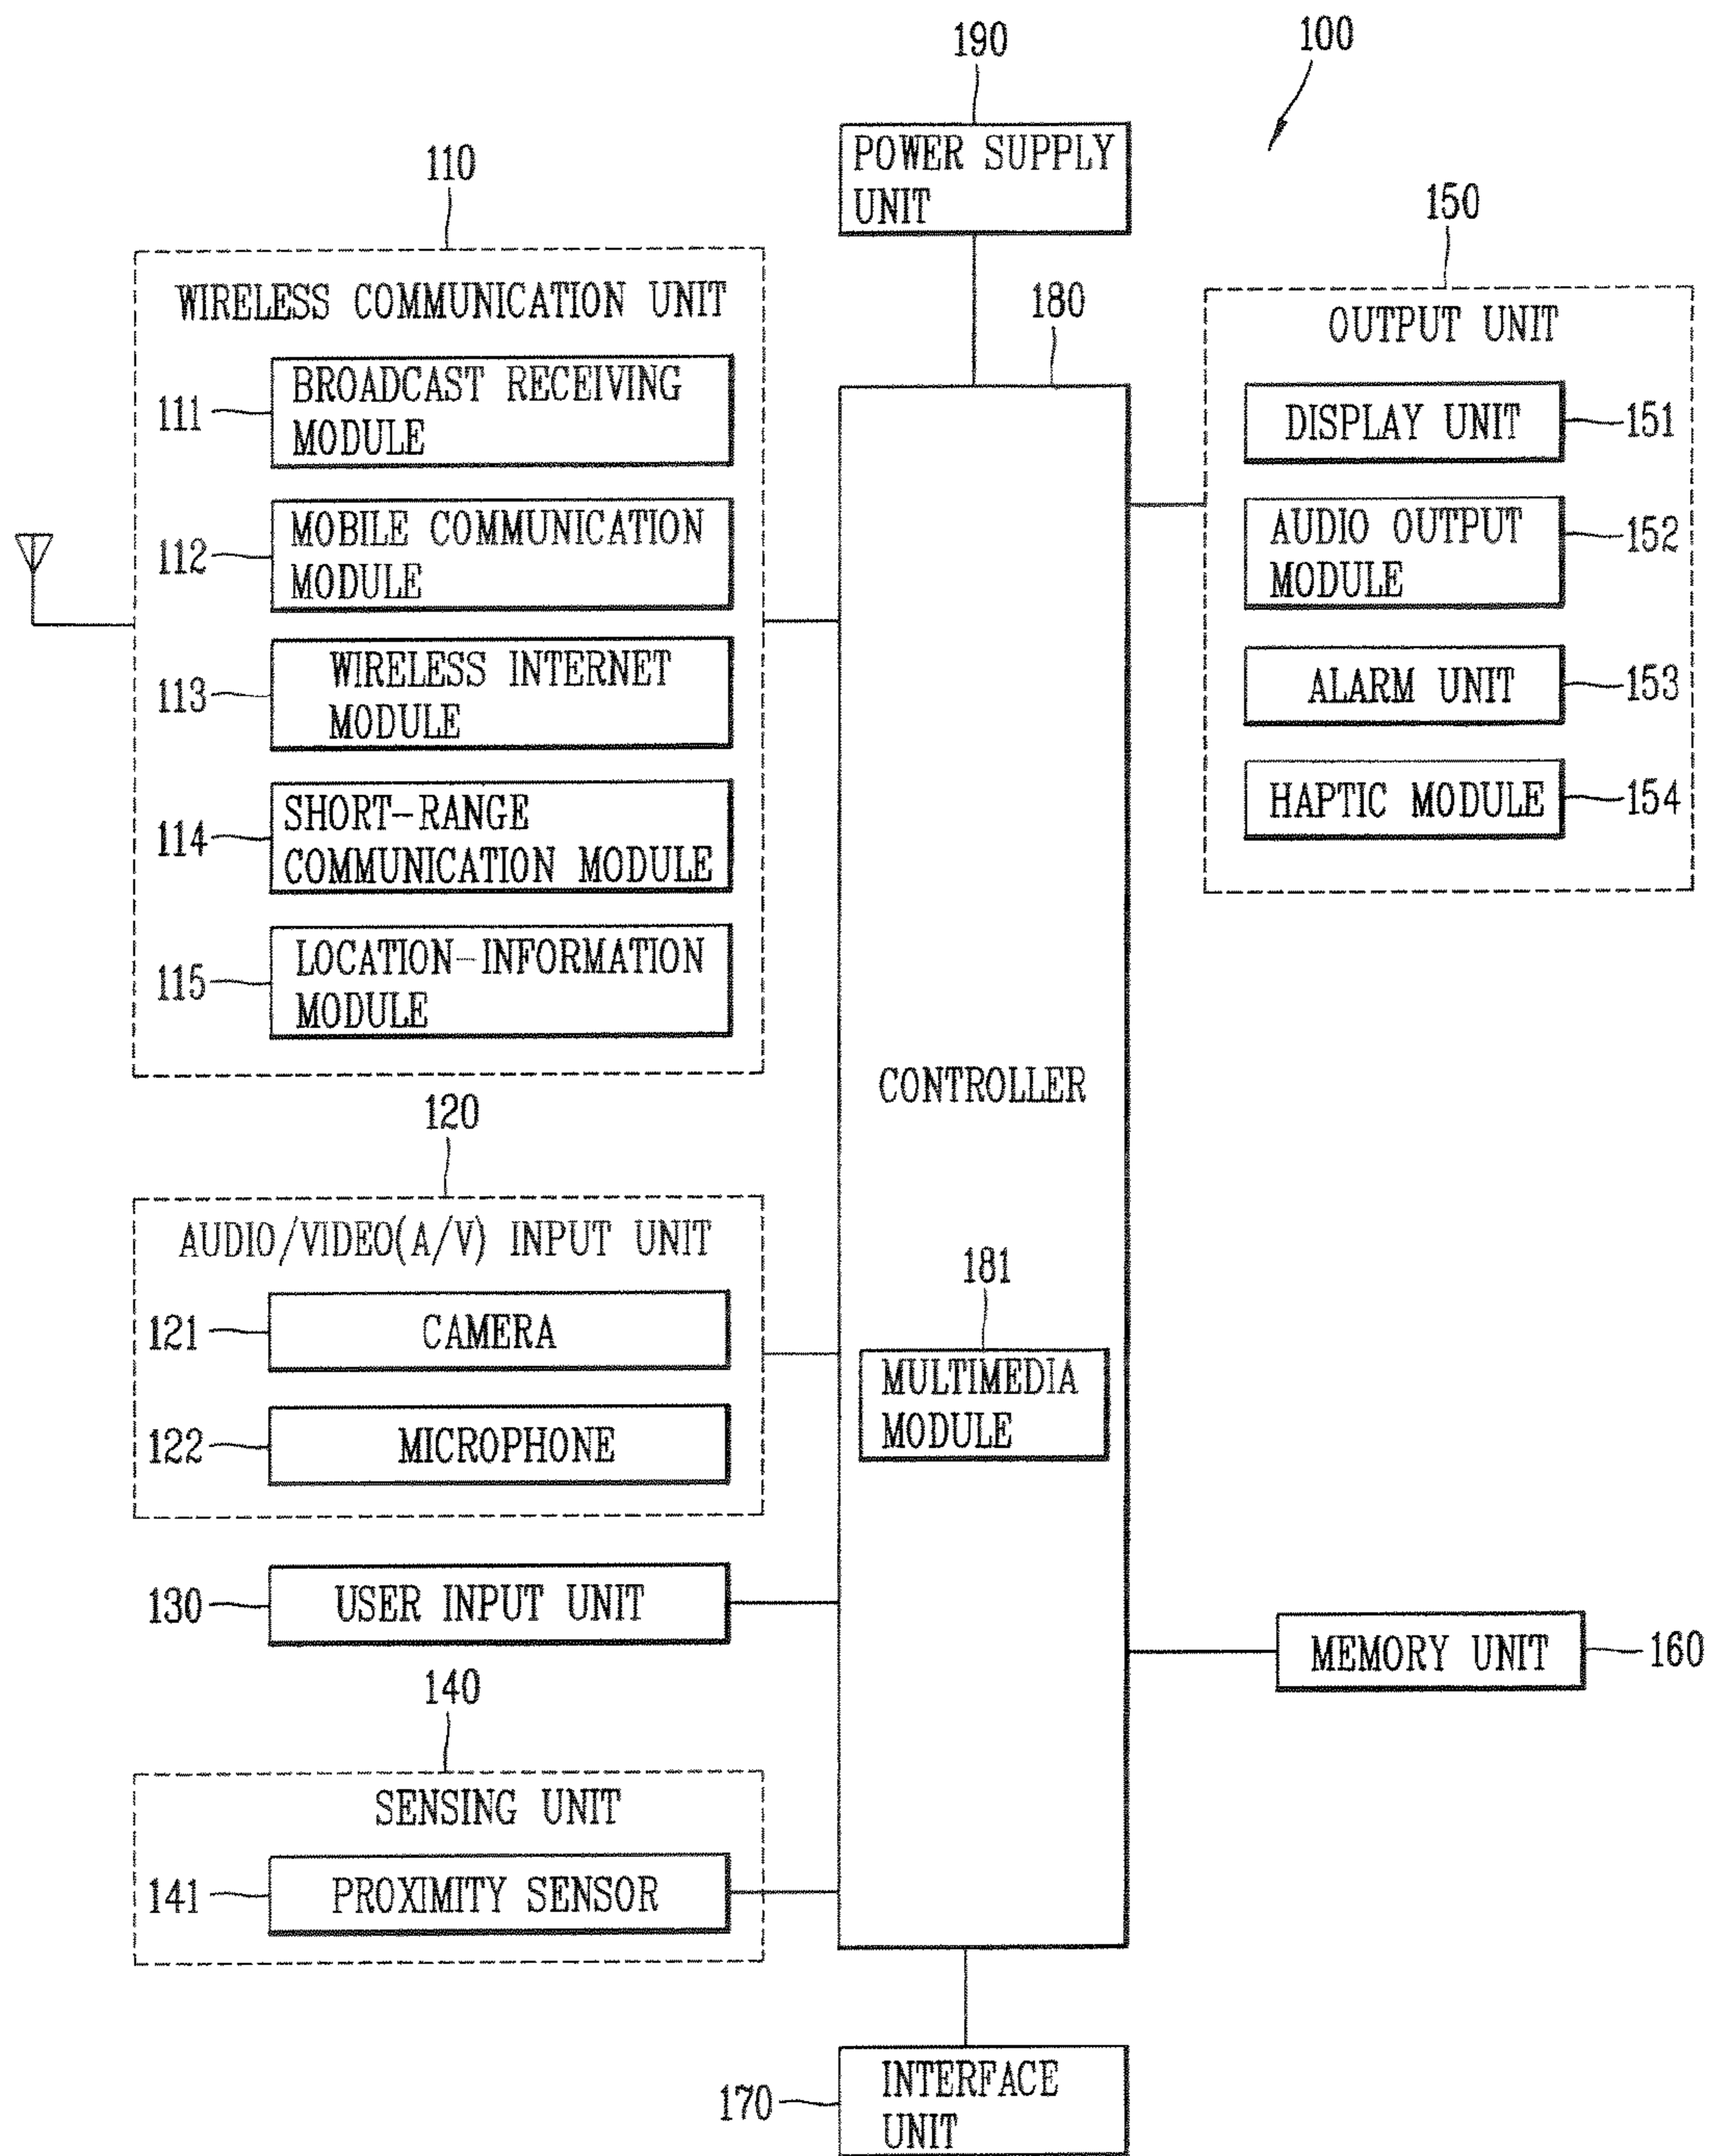 100
190
POWER SUPPLY
UNIT
110
WIRELESS COMMUNICATION UNIT
111
BROADCAST RECEIVING
MODULE
112
MOBILE COMMUNICATION
MODULE
113
WIRELESS INTERNET
MODULE
114
SHORT-RANGE
COMMUNICATION MODULE
115
LOCATION-INFORMATION
MODULE
120
AUDIO/VIDEO(A/V) INPUT UNIT
121
CAMERA
122
MICROPHONE
130
USER INPUT UNIT
140
SENSING UNIT
141
PROXIMITY SENSOR
180
CONTROLLER
181
MULTIMEDIA
MODULE
150
OUTPUT UNIT
DISPLAY UNIT
151
AUDIO OUTPUT
MODULE
152
ALARM UNIT
153
HAPTIC MODULE
154
MEMORY UNIT
160
170
INTERFACE
UNIT